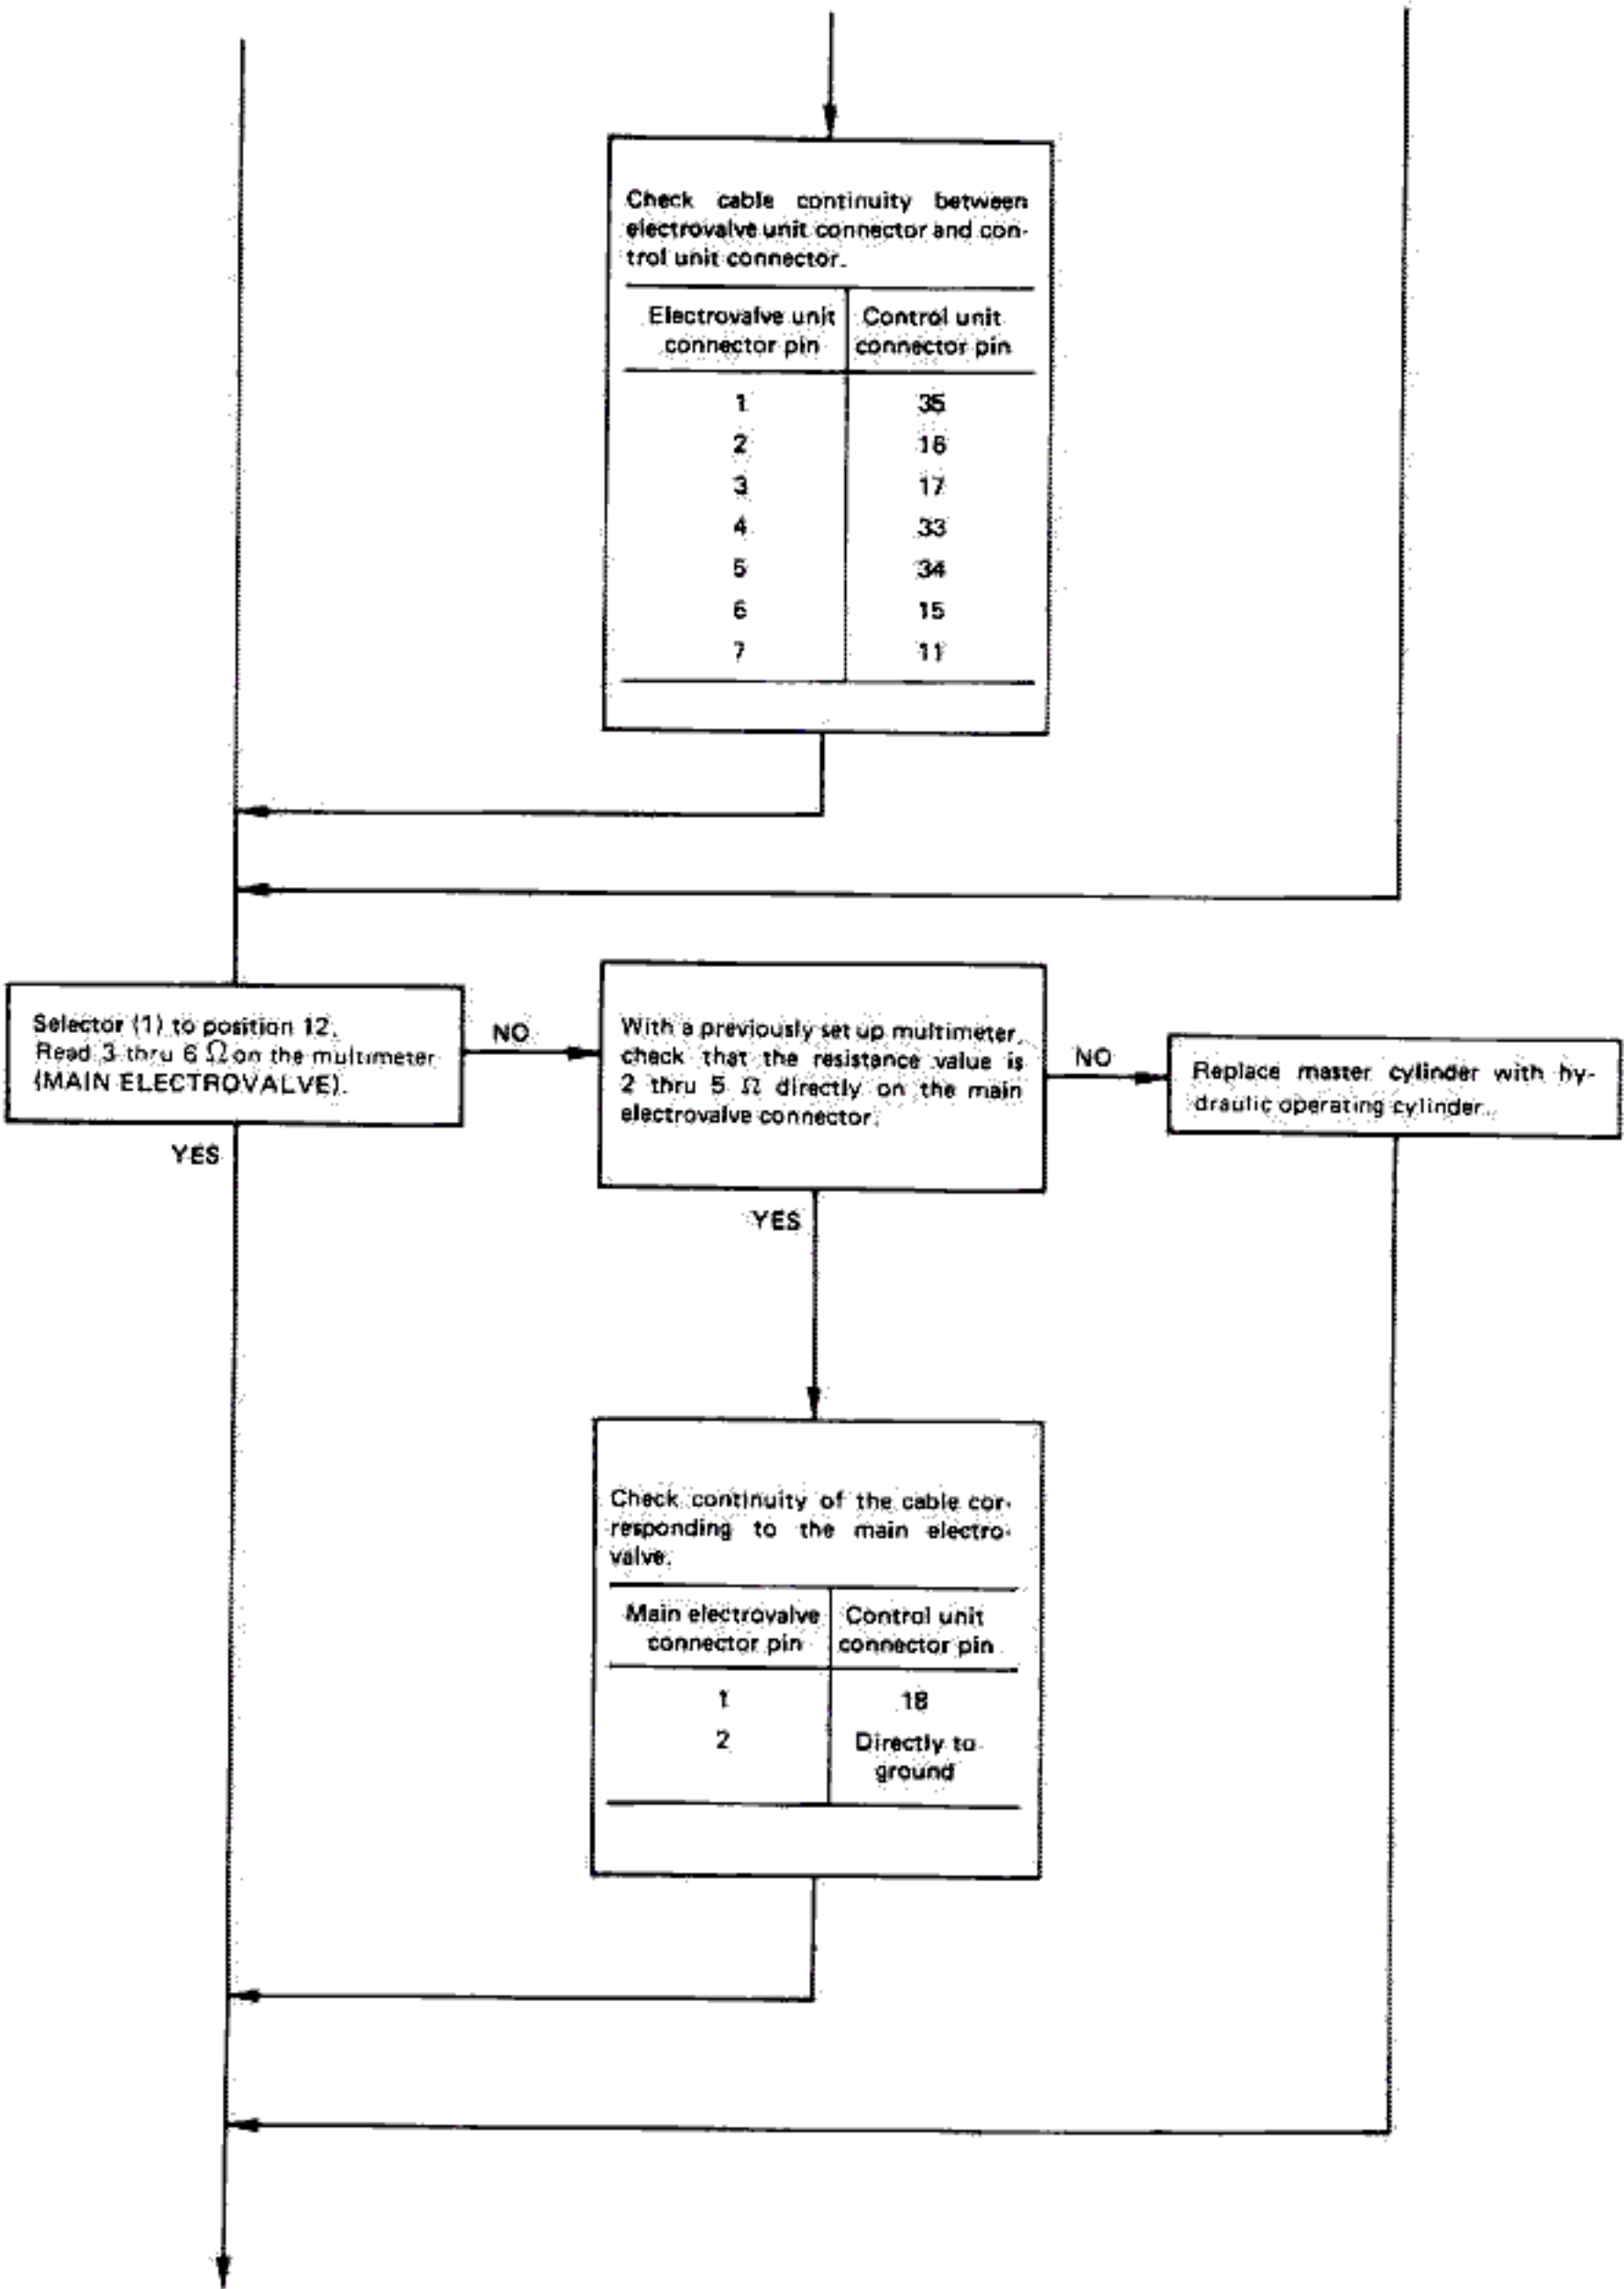 Check cable continuity between
electrovalve unit connector and con-
trol unit connector.
Electrovalve unit connector pin | Control unit connector pin
1 35
2 16
3 17
4 33
5 34
6 15
7 11
Selector (1) to position 12.
Read 3 thru 6 Ω on the multimeter
(MAIN ELECTROVALVE).
NO
With a previously set up multimeter,
check that the resistance value is
2 thru 5 Ω directly on the main
electrovalve connector.
NO
Replace master cylinder with hy-
draulic operating cylinder.
YES
YES
Check continuity of the cable cor-
responding to the main electro-
valve.
Main electrovalve connector pin | Control unit connector pin
1 18
2 Directly to
ground